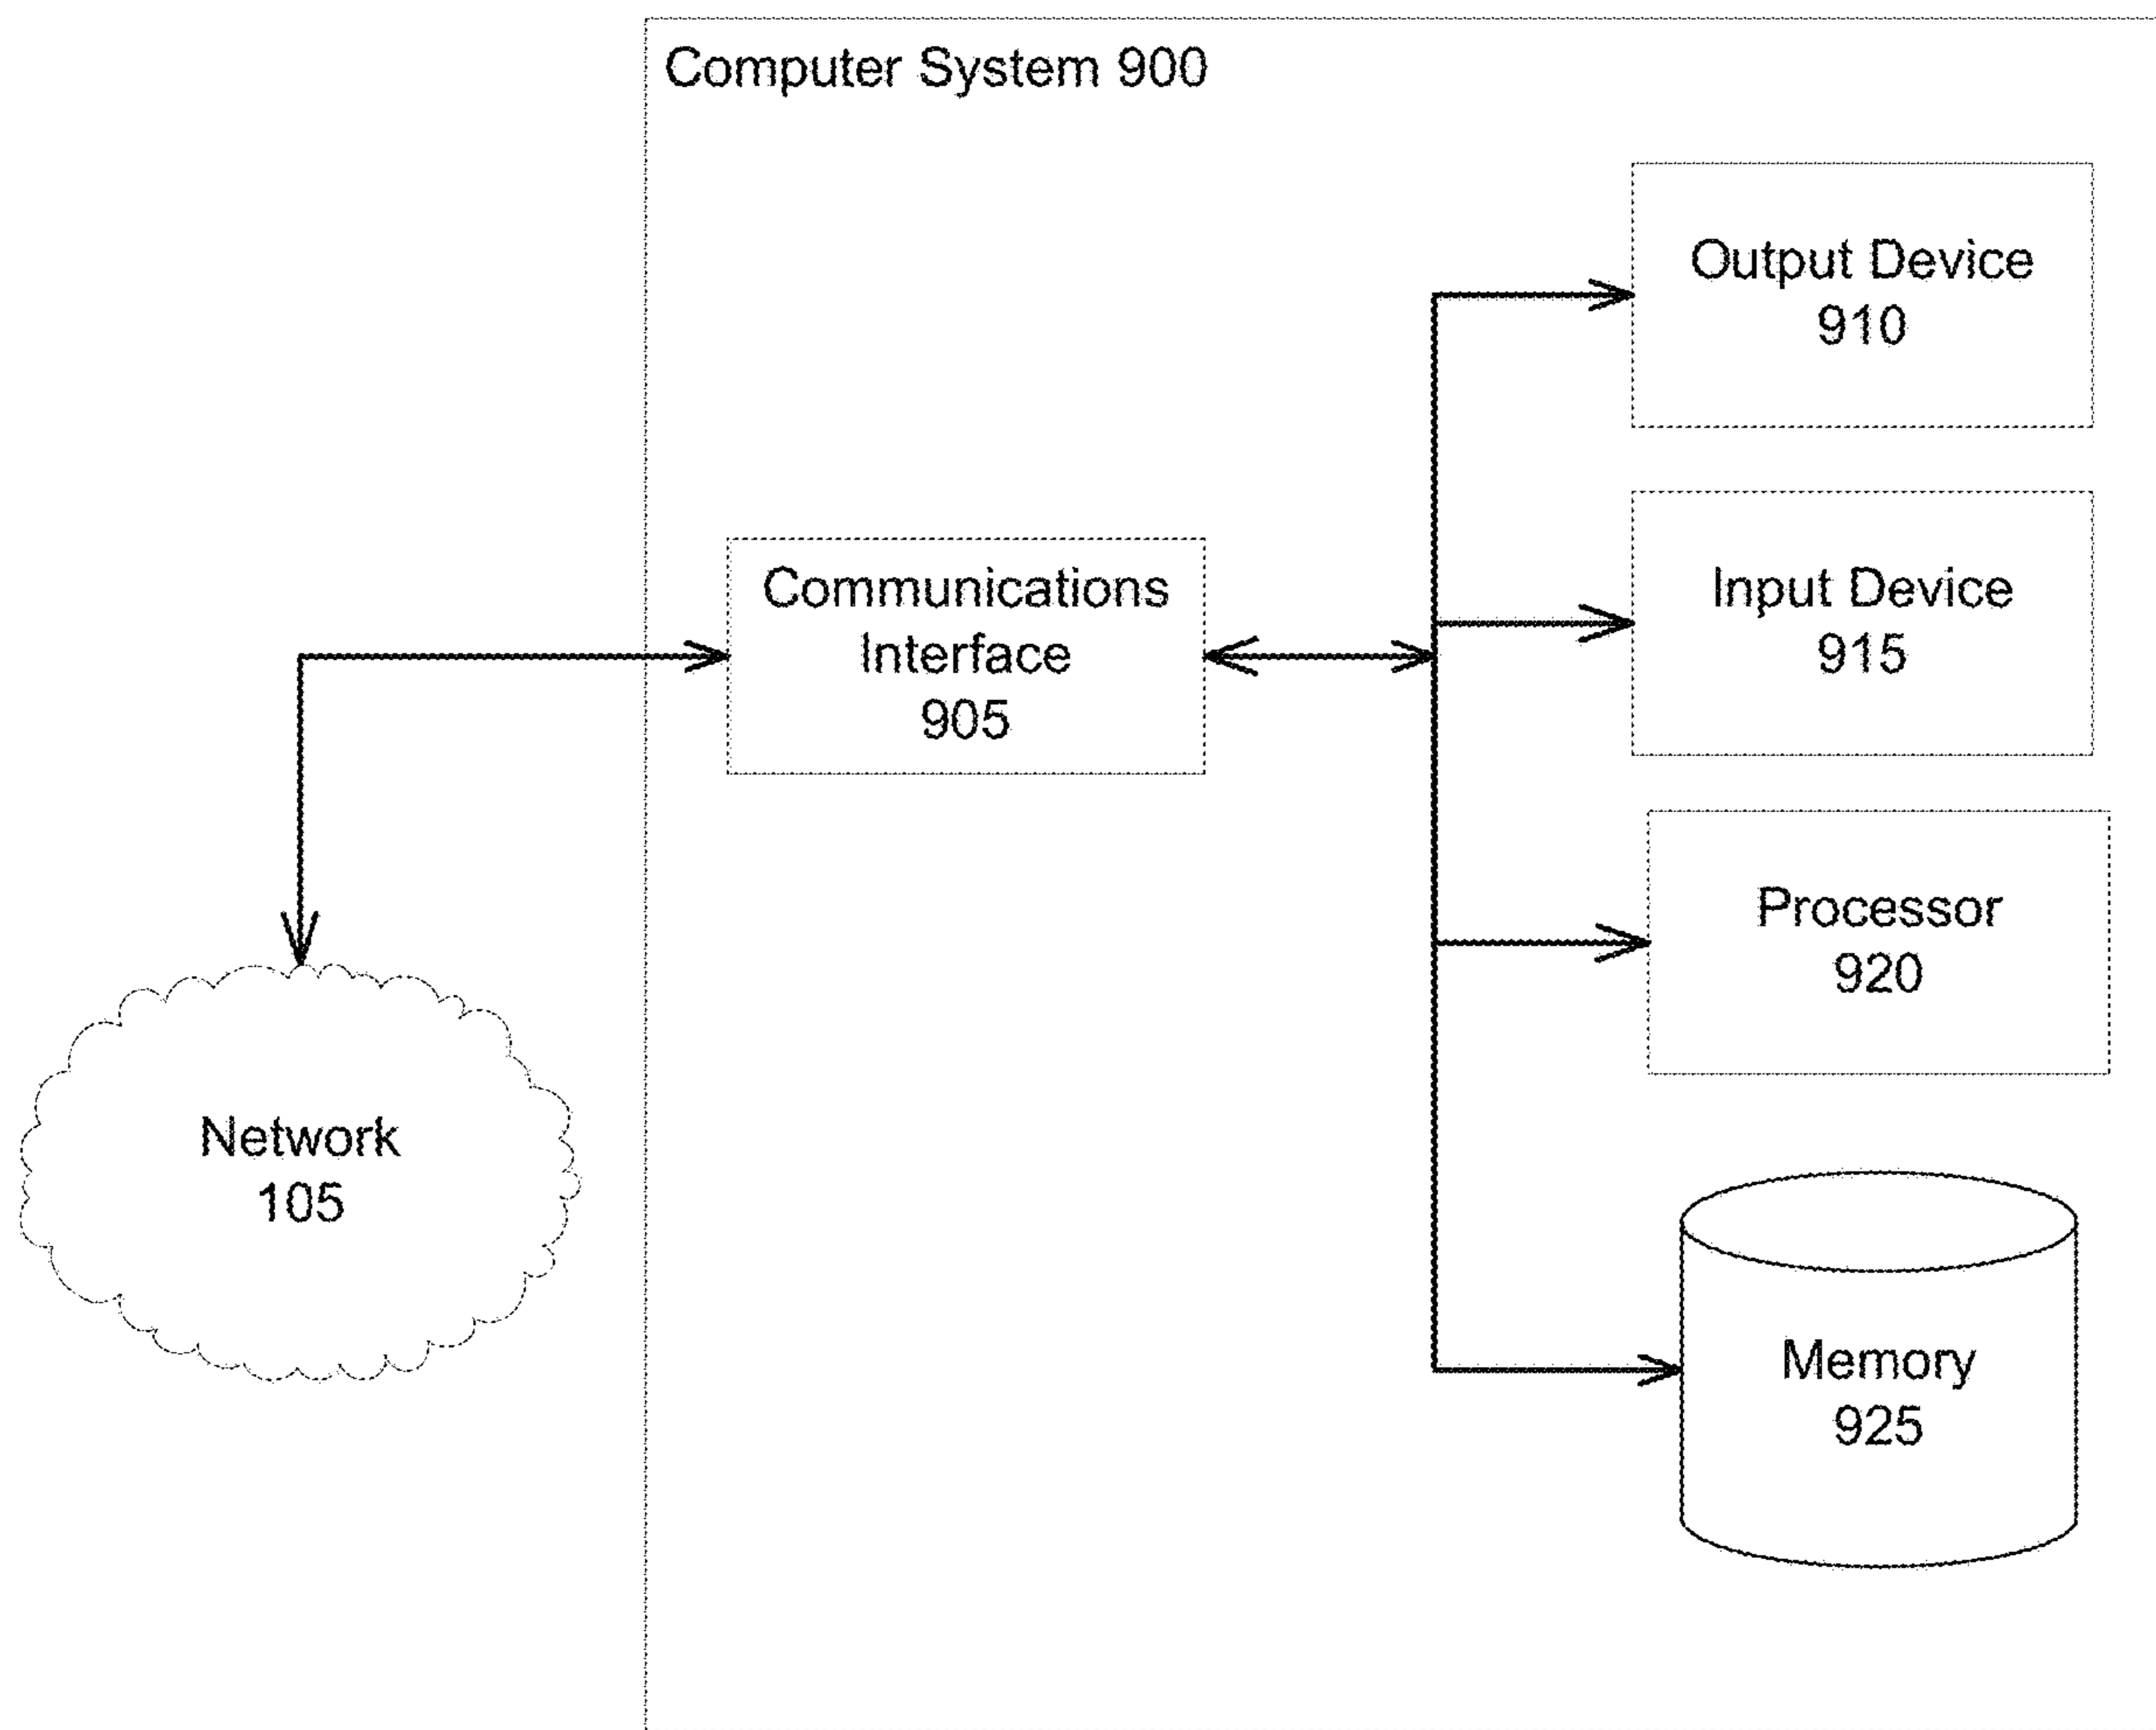 Computer System 900
Output Device
910
Input Device
915
Communications
Interface
905
Processor
920
Network
105
Memory
925